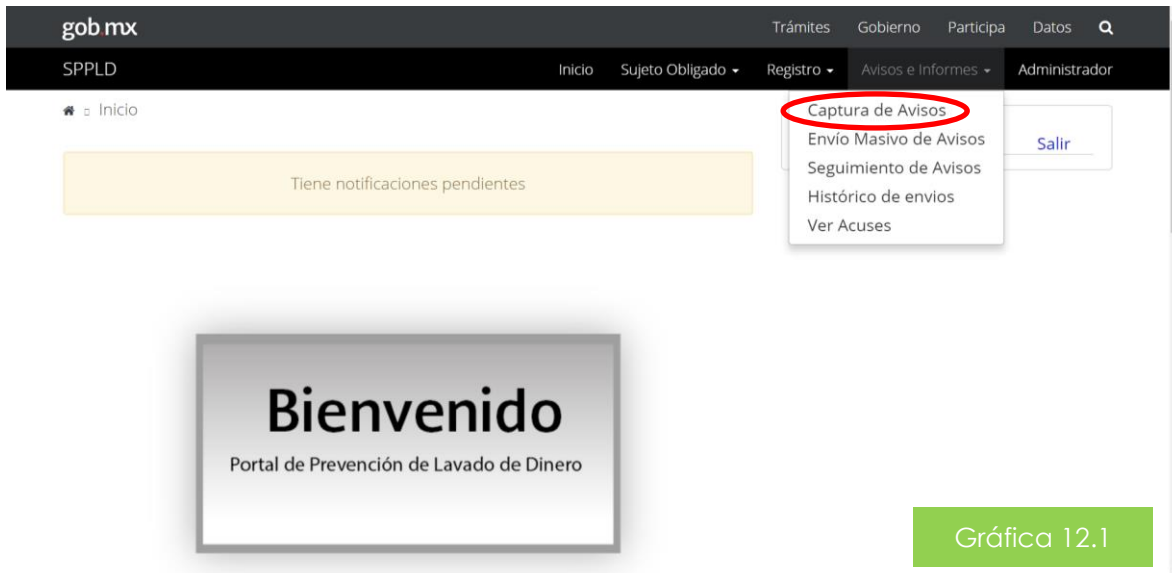 gob.mx
Trámites Gobierno Participa Datos
SPPLD
Inicio Sujeto Obligado Registro Avisos e Informes Administrador
Inicio
Captura de Avisos
Envío Masivo de Avisos
Seguimiento de Avisos
Histórico de envios
Ver Acuses
Salir
Tiene notificaciones pendientes
Bienvenido
Portal de Prevención de Lavado de Dinero
Gráfica 12.1